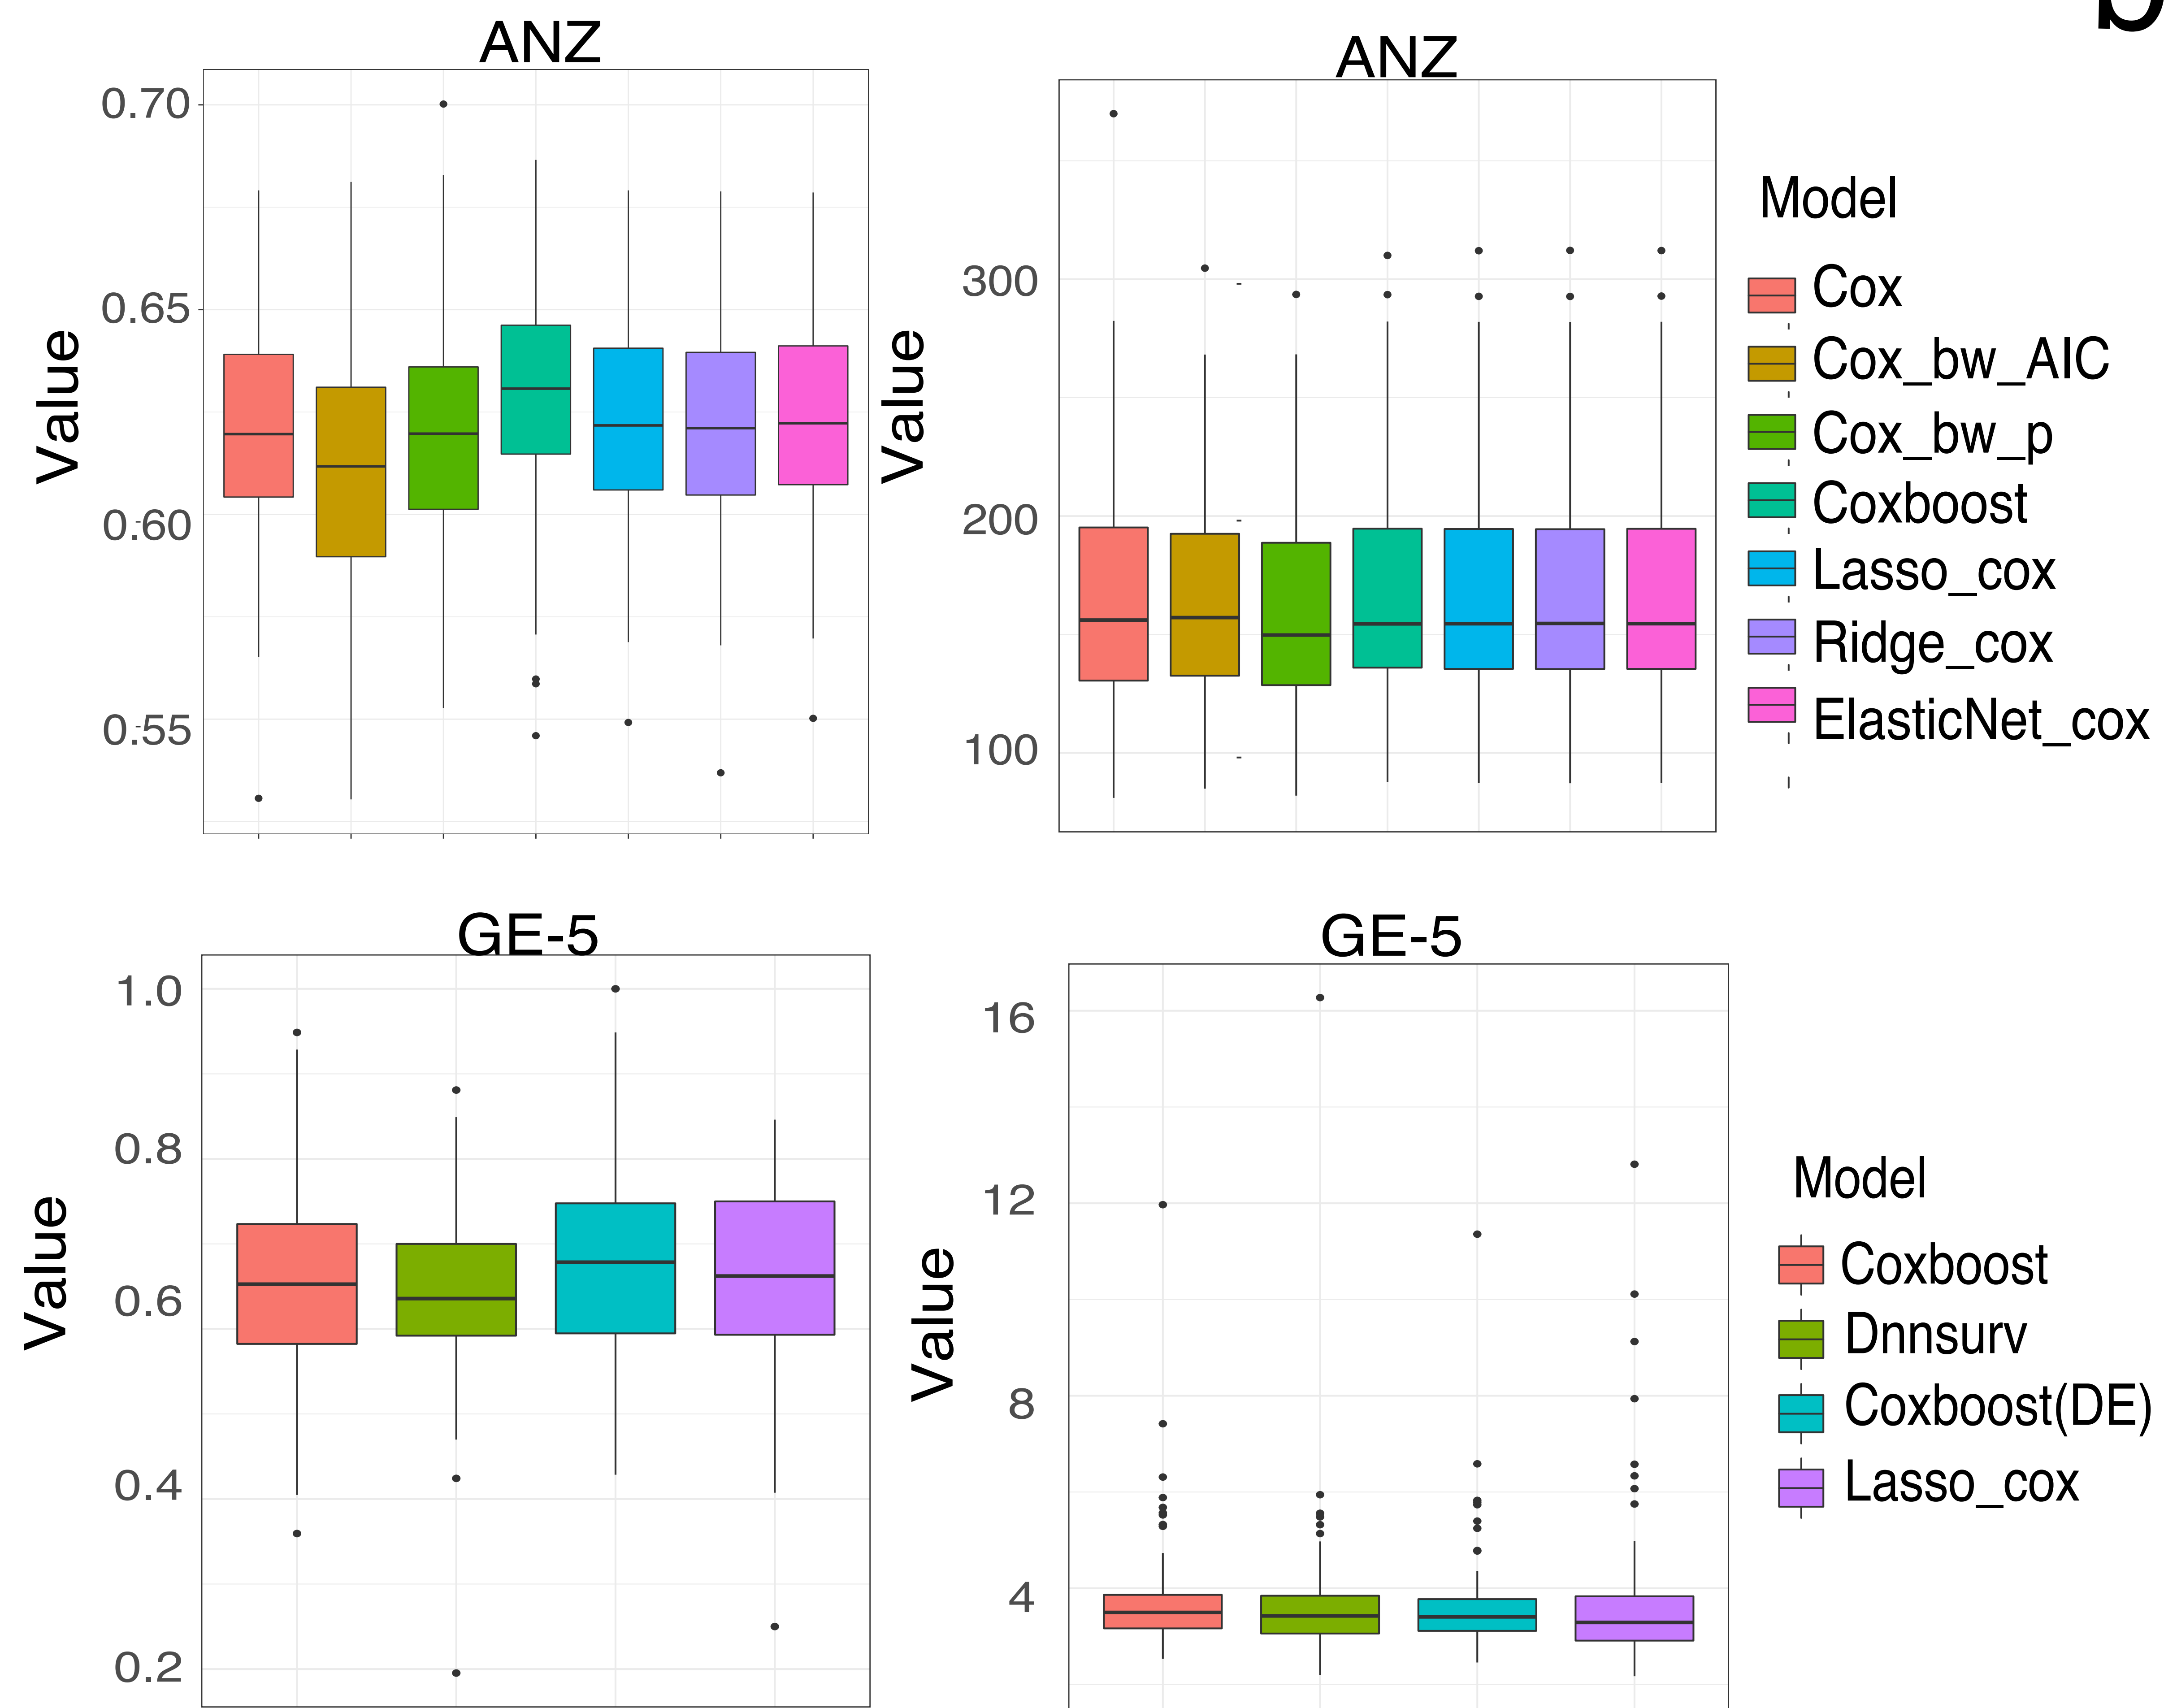 b
ANZ
Value
0.70
0.65
0.60
0.55
ANZ
Value
300
200
100
Model
Cox
Cox_bw_AIC
Cox_bw_p
Coxboost
Lasso_cox
Ridge_cox
ElasticNet_cox
GE-5
Value
1.0
0.8
0.6
0.4
0.2
GE-5
Value
16
12
8
4
Model
Coxboost
Dnnsurv
Coxboost(DE)
Lasso_cox